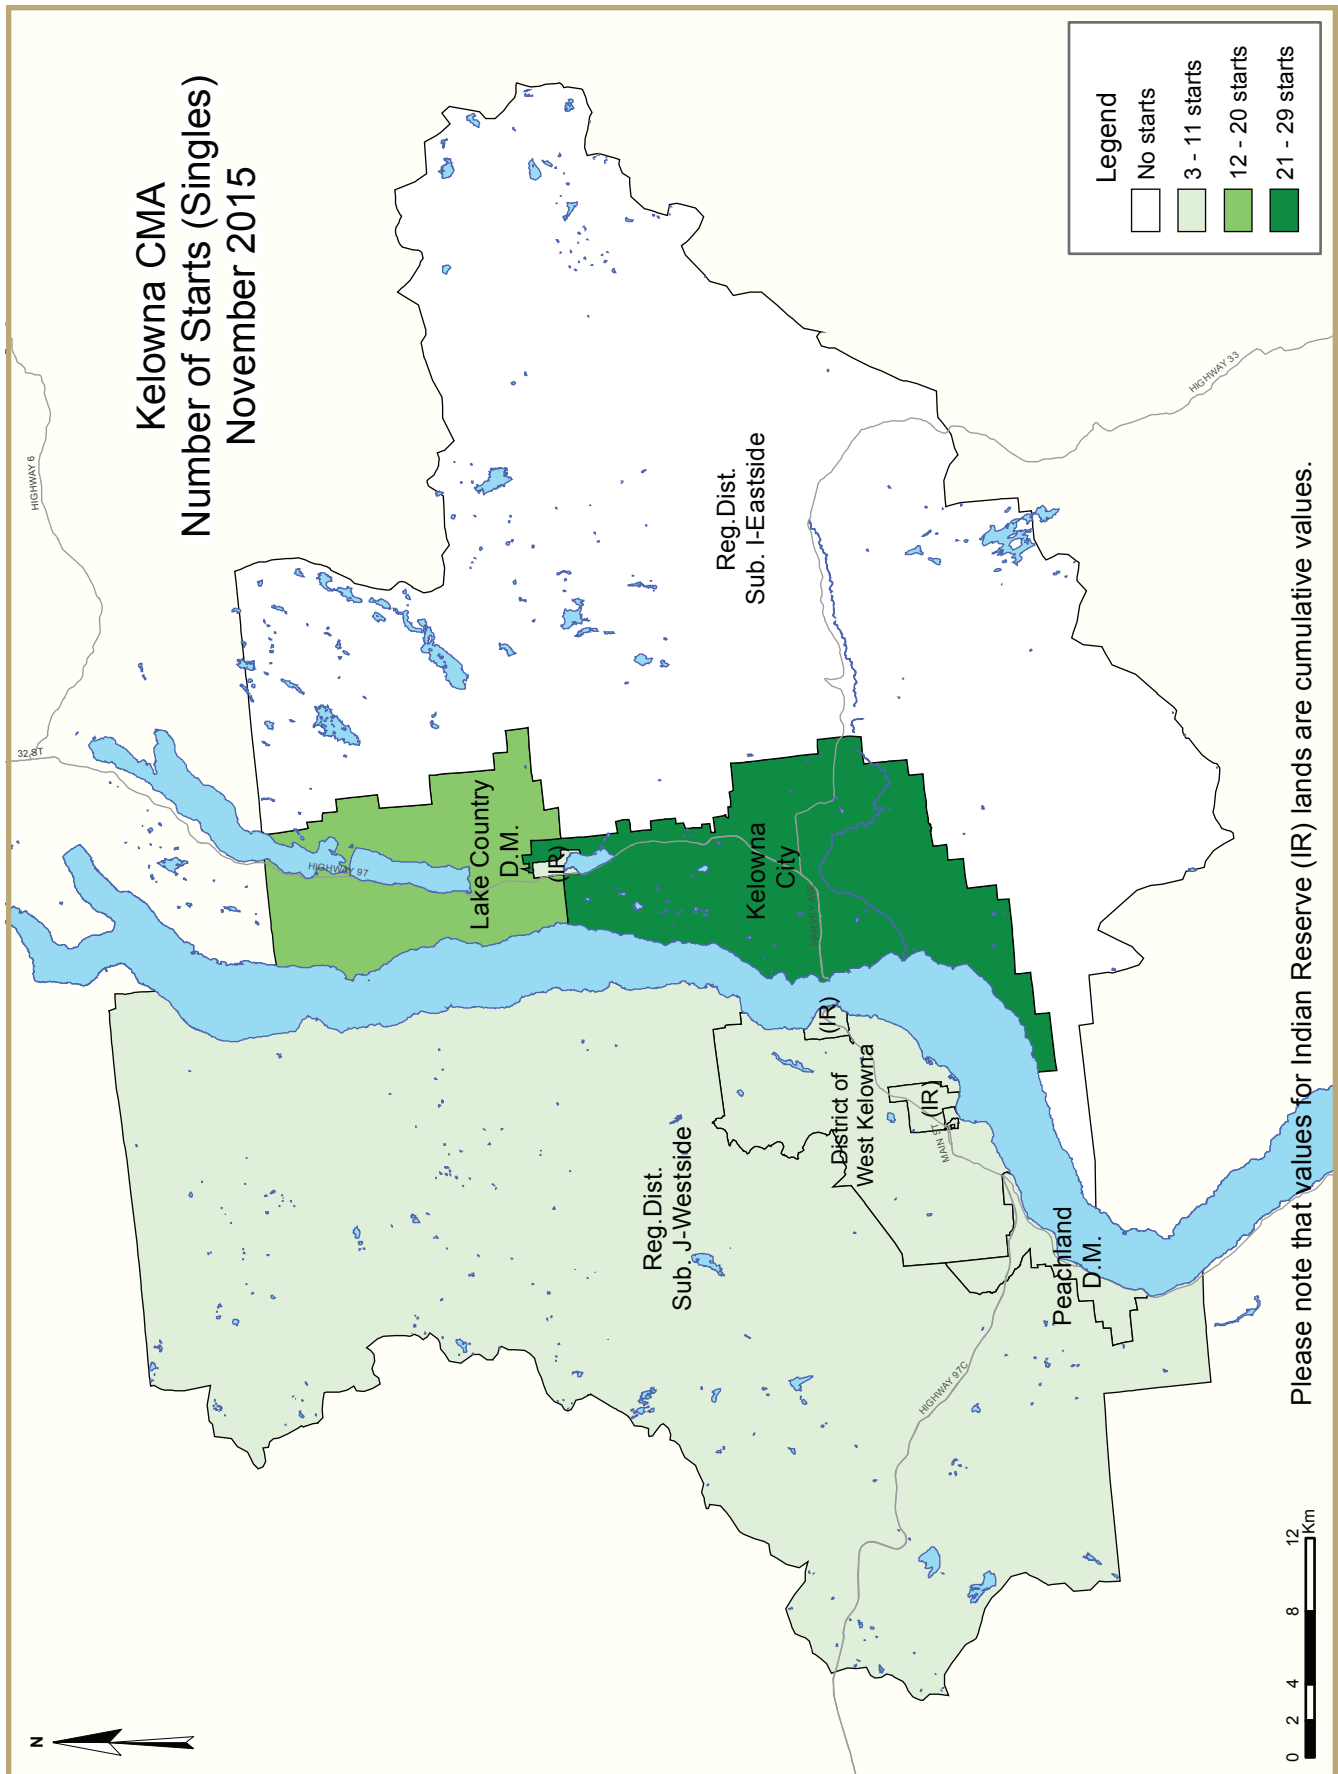 Kelowna CMA
Number of Starts (Singles)
November 2015
N
HIGHWAY 6
32 ST
HIGHWAY 97
Lake Country
D.M.
(IR)
Kelowna
City
Reg.Dist.
Sub. I-Eastside
HIGHWAY 33
(IR)
District of
West Kelowna
(IR)
MAIN ST
Reg.Dist.
Sub. J-Westside
Peachland
D.M.
HIGHWAY 97C
Legend
No starts
3 - 11 starts
12 - 20 starts
21 - 29 starts
0 2 4 8 12
Km
Please note that values for Indian Reserve (IR) lands are cumulative values.